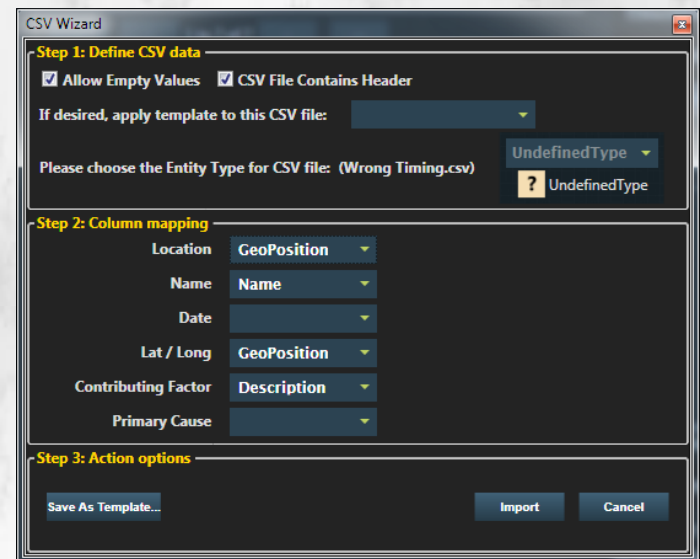 CSV Wizard
Step 1: Define CSV data
Allow Empty Values CSV File Contains Header
If desired, apply template to this CSV file:
Please choose the Entity Type for CSV file: (Wrong Timing.csv) UndefinedType
? UndefinedType
Step 2: Column mapping
Location GeoPosition
Name Name
Date
Lat / Long GeoPosition
Contributing Factor Description
Primary Cause
Step 3: Action options
Save As Template... Import Cancel